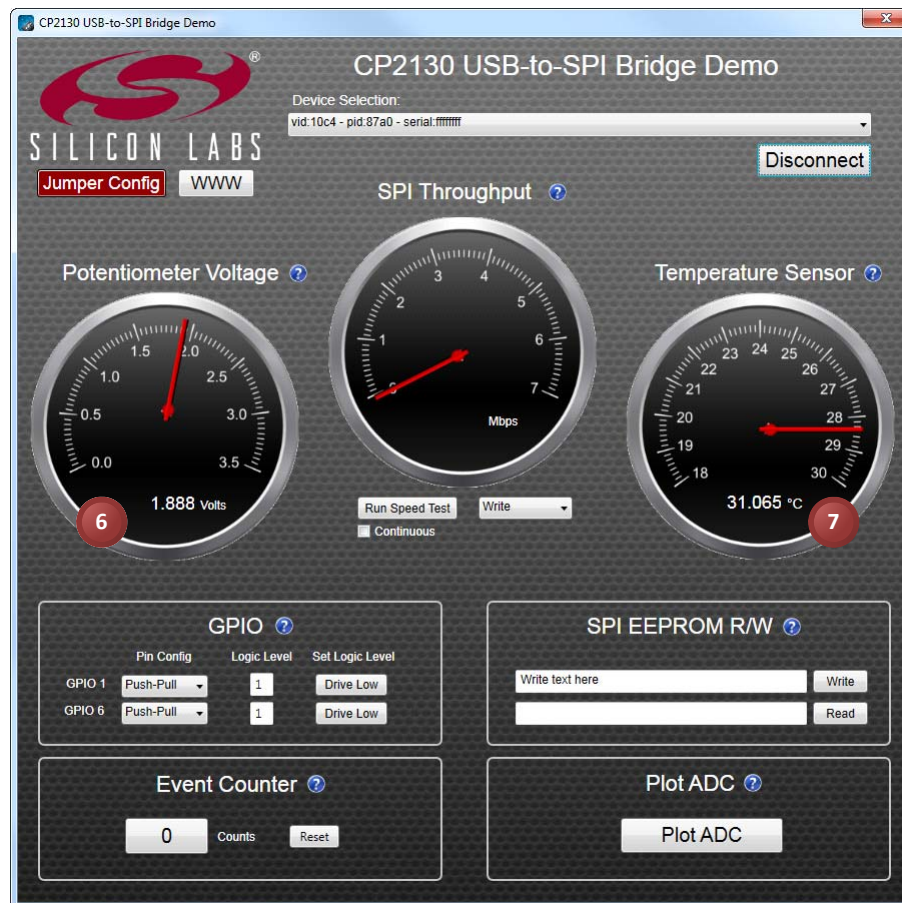 CP2130 USB-to-SPI Bridge Demo
x
®
SILICON LABS
CP2130 USB-to-SPI Bridge Demo
Device Selection:
vid:10c4 - pid:87a0 - serial:ffffffff
Disconnect
Jumper Config
WWW
SPI Throughput ?
0 1 2 3 4 5 6 7
Mbps
Run Speed Test
Write
Continuous
Potentiometer Voltage ?
0.0 0.5 1.0 1.5 2.0 2.5 3.0 3.5
1.888 Volts
6
Temperature Sensor ?
18 19 20 21 22 23 24 25 26 27 28 29 30
31.065 °C
7
GPIO ?
Pin Config Logic Level Set Logic Level
GPIO 1 Push-Pull 1 Drive Low
GPIO 6 Push-Pull 1 Drive Low
SPI EEPROM R/W ?
Write text here Write
Read
Event Counter ?
0 Counts Reset
Plot ADC ?
Plot ADC